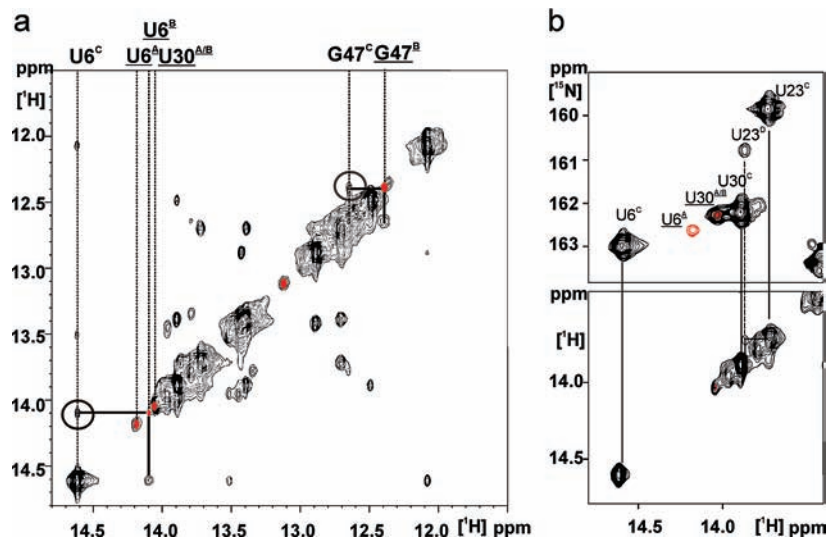 a
U6ᴮ
U6ᶜ U6ᴬ U30ᴬ/ᴮ G47ᶜ G47ᴮ
ppm
[¹H]
12.0
12.5
13.0
13.5
14.0
14.5
14.5 14.0 13.5 13.0 12.5 12.0
[¹H] ppm
b
ppm
[¹⁵N]
160
161
162
163
U23ᶜ
U23ᴰ
U30ᶜ
U30ᴬ/ᴮ
U6ᴬ
U6ᶜ
ppm
[¹H]
14.0
14.5
14.5 14.0
[¹H] ppm